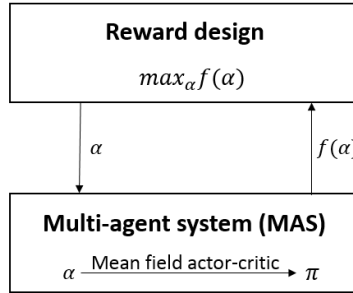 Reward design
max_α f(α)
α
f(α)
Multi-agent system (MAS)
α Mean field actor-critic π